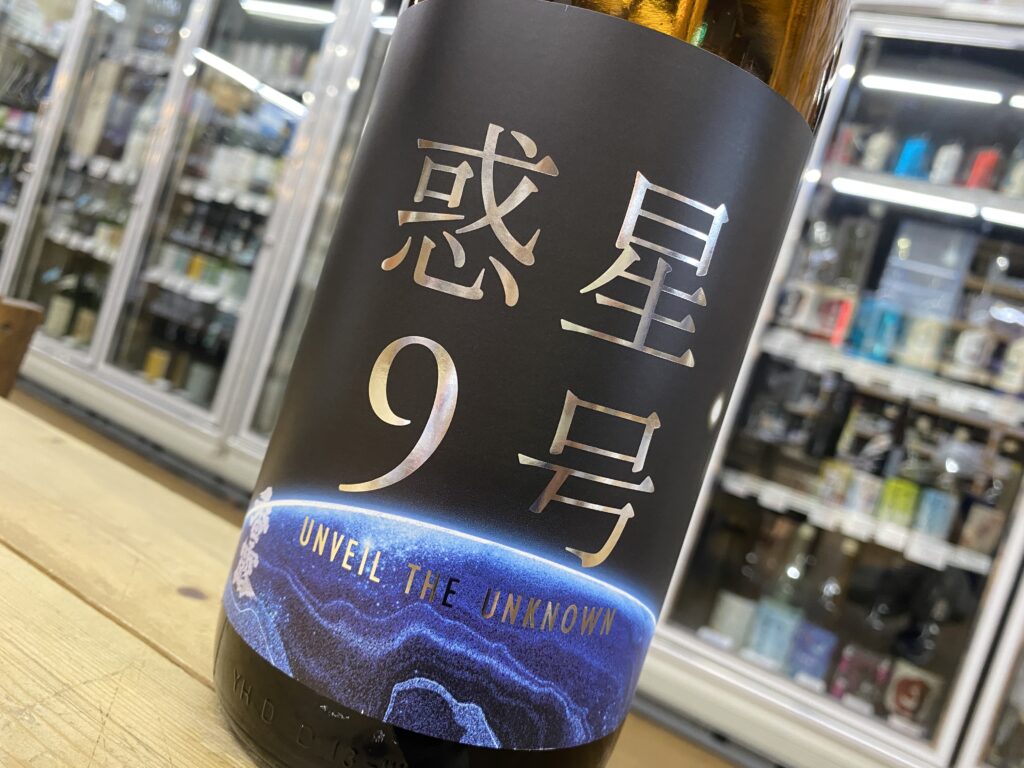 惑星
9号
UNVEIL THE UNKNOWN